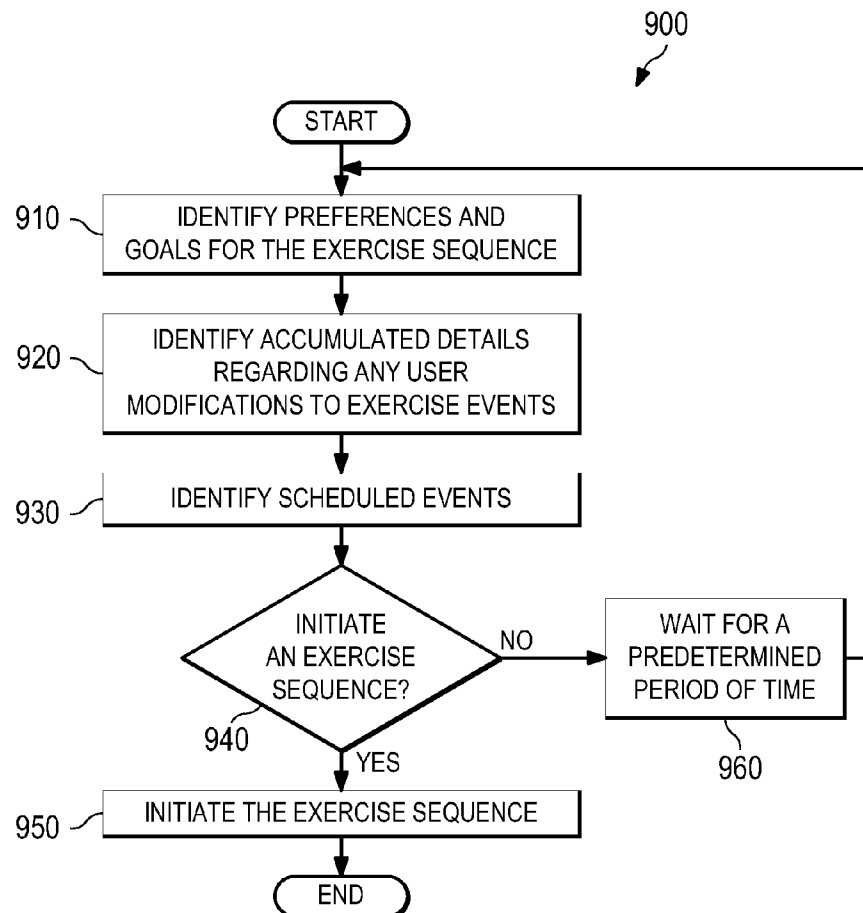 900
START
910
IDENTIFY PREFERENCES AND
GOALS FOR THE EXERCISE SEQUENCE
920
IDENTIFY ACCUMULATED DETAILS
REGARDING ANY USER
MODIFICATIONS TO EXERCISE EVENTS
930
IDENTIFY SCHEDULED EVENTS
INITIATE
AN EXERCISE
SEQUENCE?
940
NO
WAIT FOR A
PREDETERMINED
PERIOD OF TIME
960
YES
950
INITIATE THE EXERCISE SEQUENCE
END